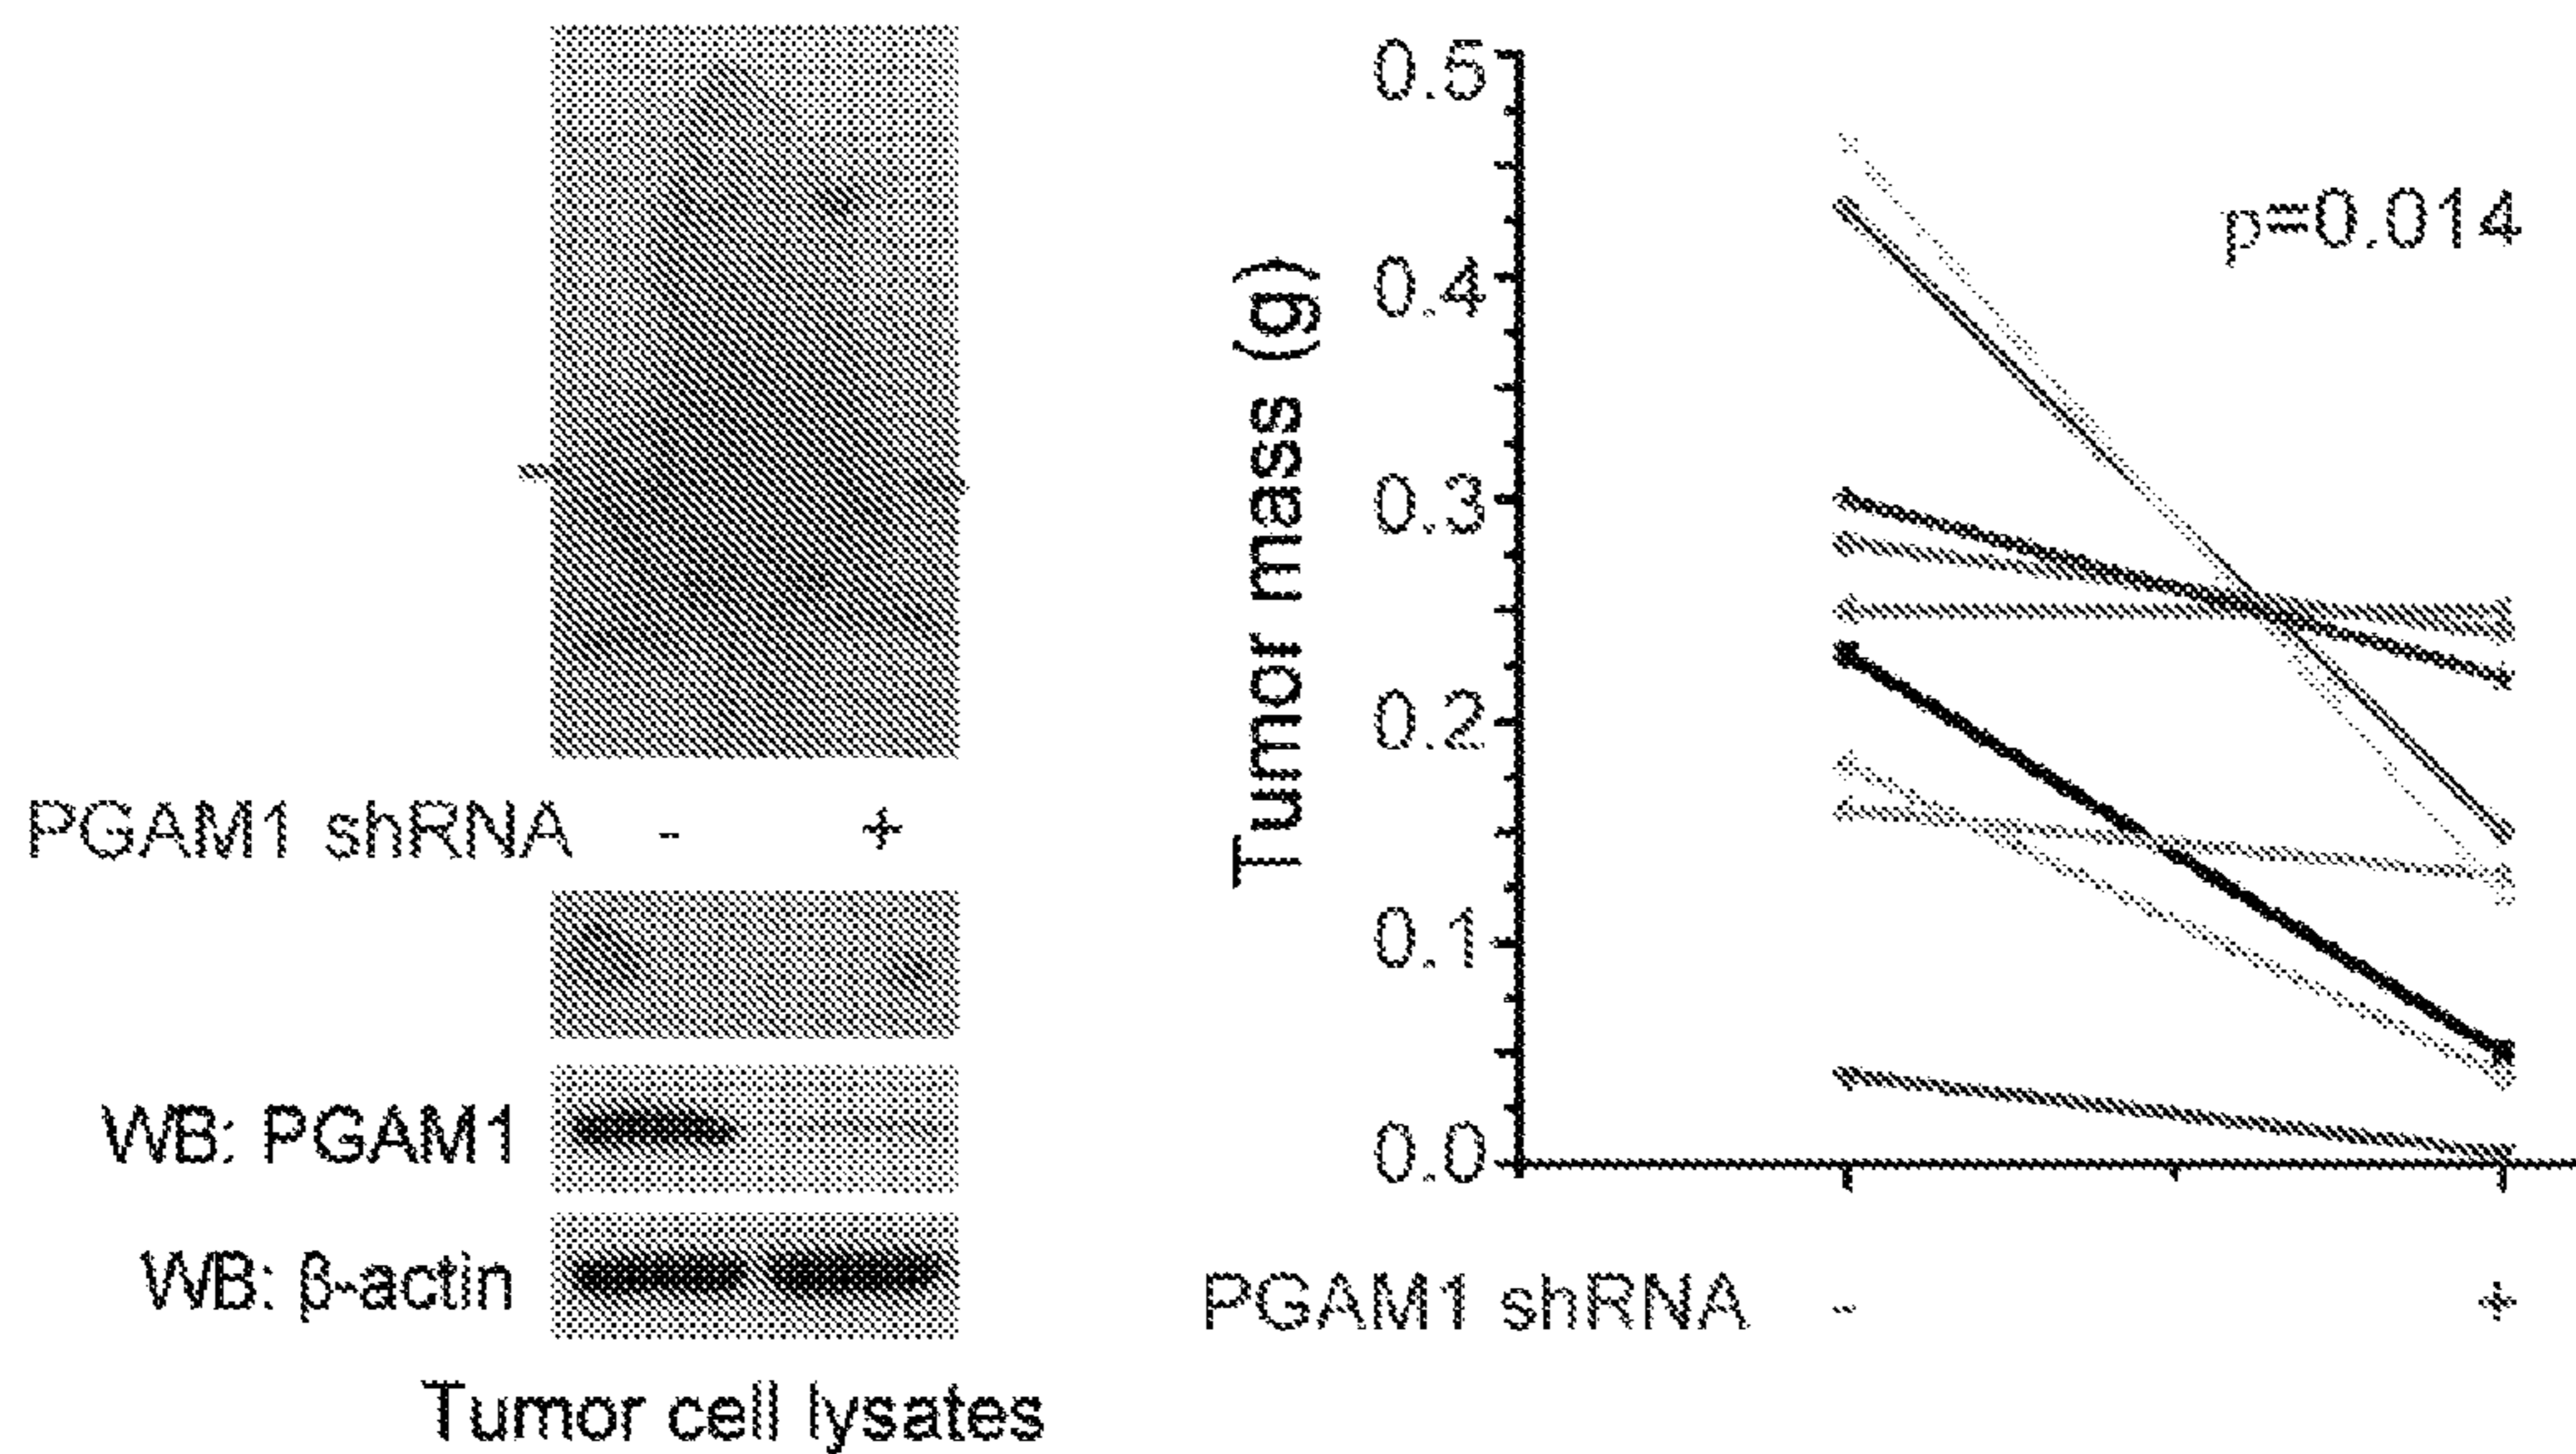 PGAM1 shRNA - +
WB: PGAM1
WB: β-actin
Tumor cell lysates
Tumor mass (g)
0.5
0.4
0.3
0.2
0.1
0.0
p=0.014
PGAM1 shRNA - +